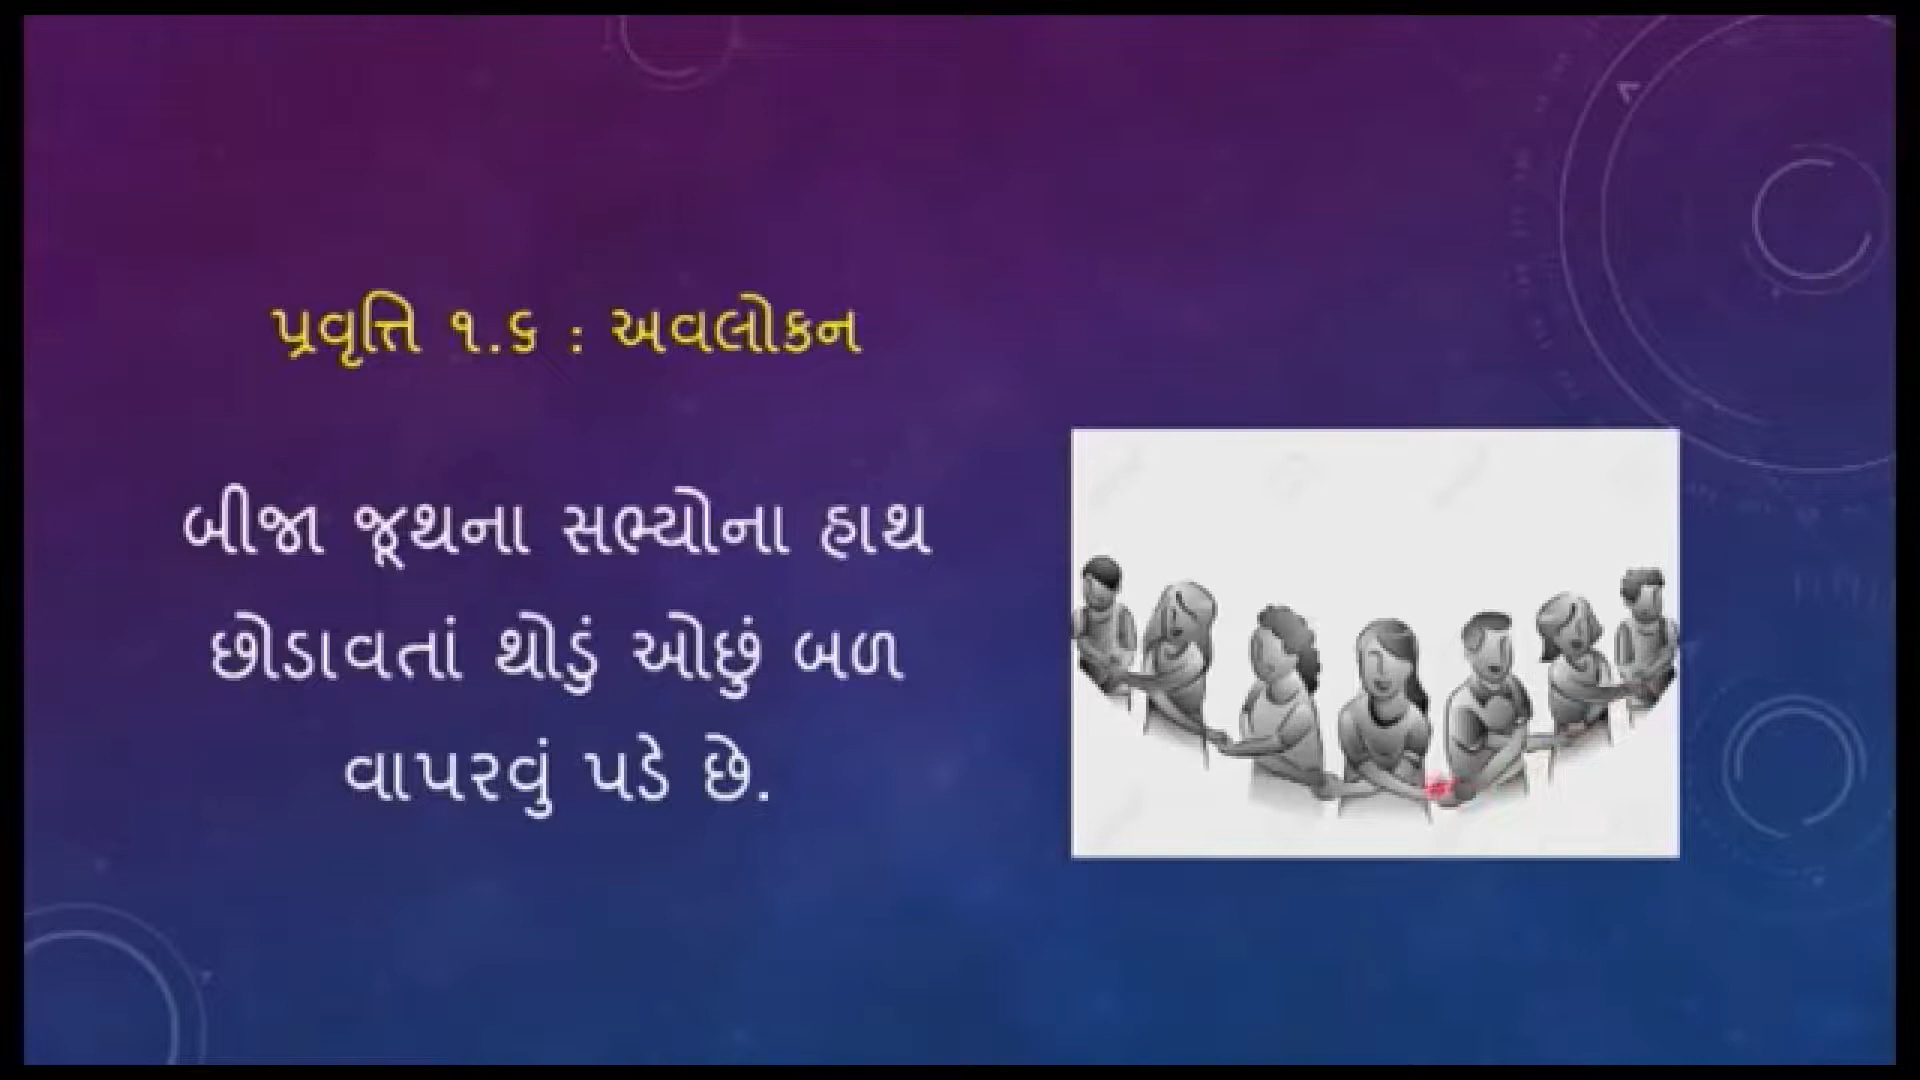 પ્રવૃત્તિ ૧.૬ : અવલોકન
બીજા જૂથના સભ્યોના હાથ
છોડાવતાં થોડું ઓછું બળ
વાપરવું પડે છે.